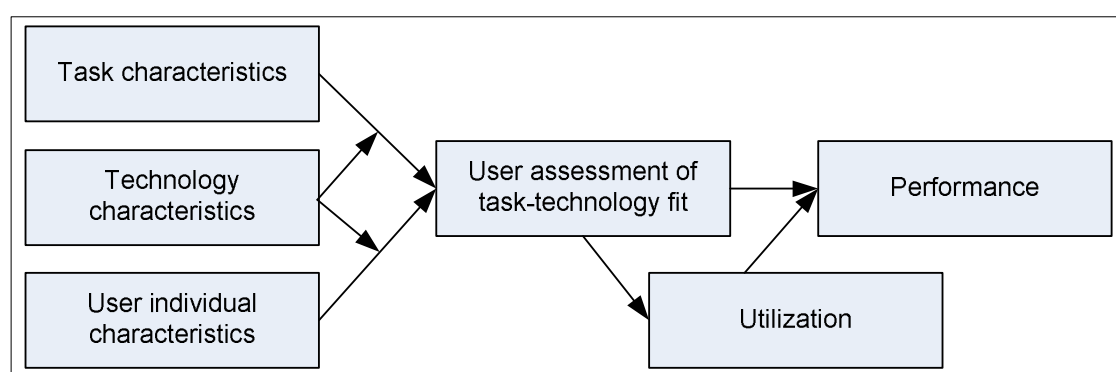 Task characteristics
Technology
characteristics
User individual
characteristics
User assessment of
task-technology fit
Performance
Utilization